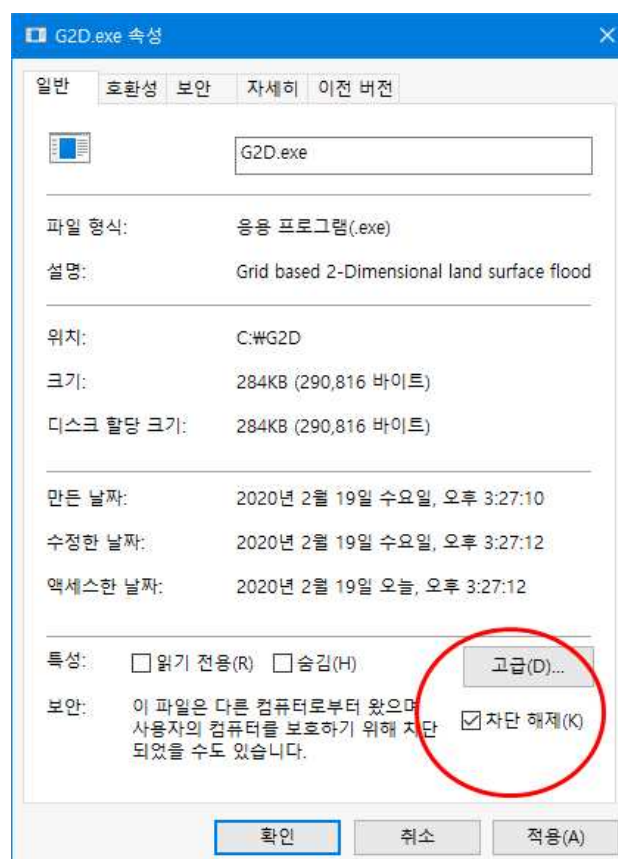 G2D.exe 속성
일반 호환성 보안 자세히 이전 버전
G2D.exe
파일 형식: 응용 프로그램(.exe)
설명: Grid based 2-Dimensional land surface flood
위치: C:₩G2D
크기: 284KB (290,816 바이트)
디스크 할당 크기: 284KB (290,816 바이트)
만든 날짜: 2020년 2월 19일 수요일, 오후 3:27:10
수정한 날짜: 2020년 2월 19일 수요일, 오후 3:27:12
액세스한 날짜: 2020년 2월 19일 오늘, 오후 3:27:12
특성: 읽기 전용(R) 숨김(H) 고급(D)...
보안: 이 파일은 다른 컴퓨터로부터 왔으며
사용자의 컴퓨터를 보호하기 위해 차단 차단 해제(K)
되었을 수도 있습니다.
확인 취소 적용(A)